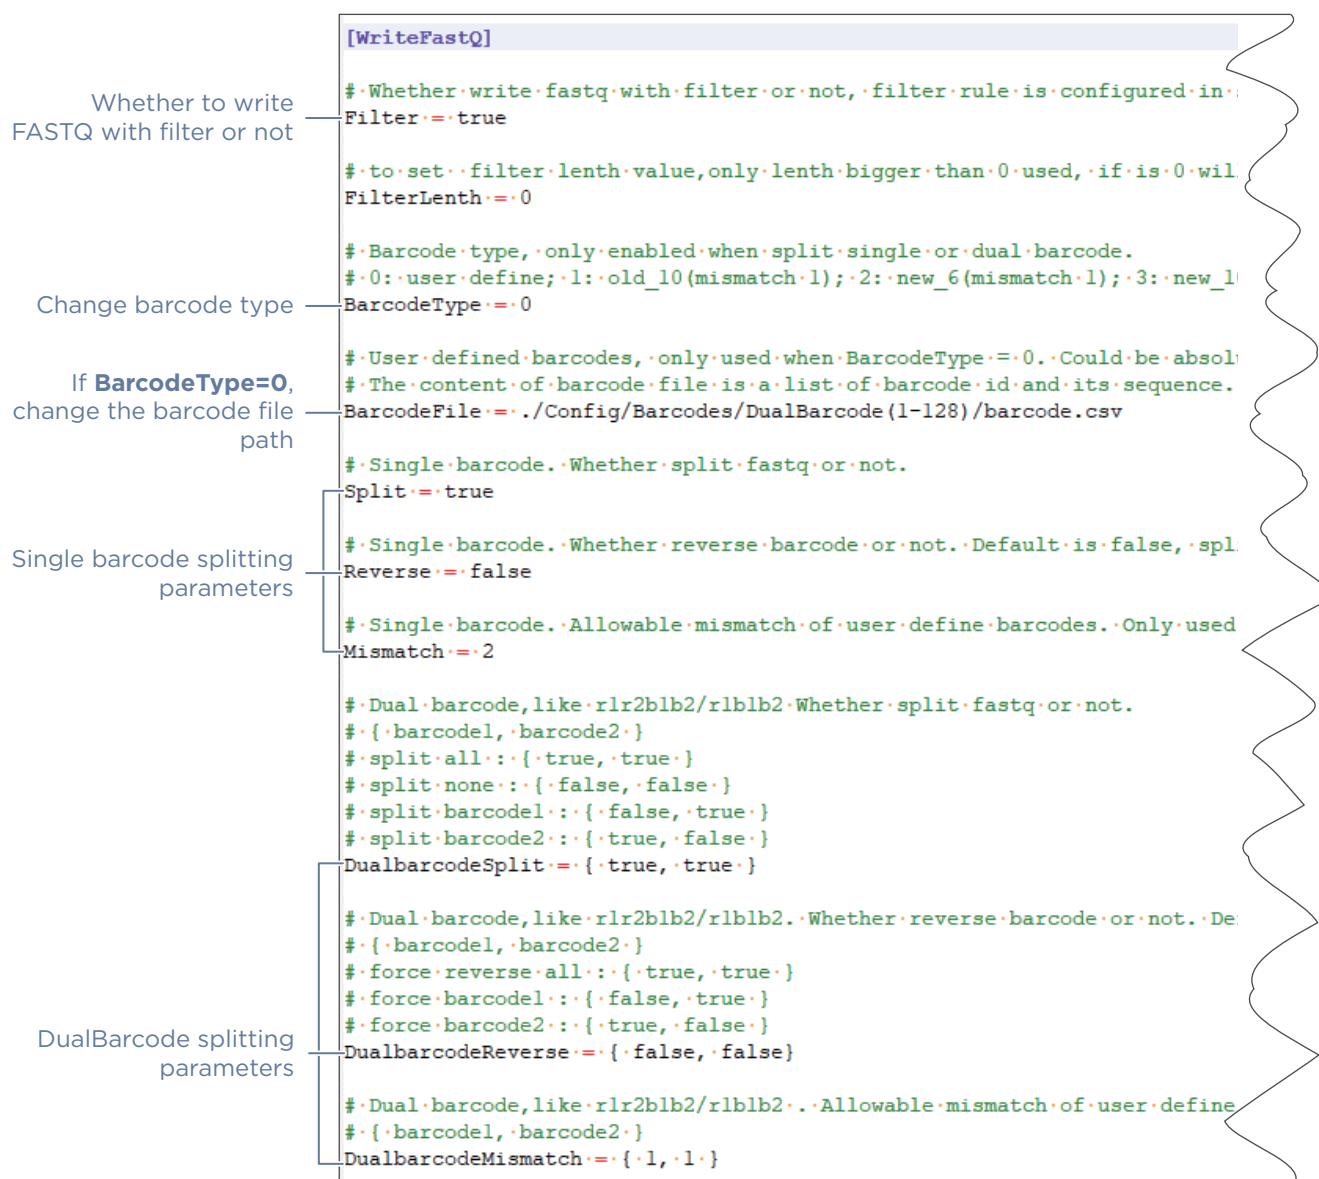 [WriteFastQ]
Whether to write
FASTQ with filter or not
#·Whether·write·fastq·with·filter·or·not,·filter·rule·is·configured·in·
Filter·=·true
#·to·set··filter·lenth·value,only·lenth·bigger·than·0·used,·if·is·0·wil
FilterLenth·=·0
#·Barcode·type,·only·enabled·when·split·single·or·dual·barcode.
#·0:·user·define;·1:·old_10(mismatch·1);·2:·new_6(mismatch·1);·3:·new_1
Change barcode type
BarcodeType·=·0
#·User·defined·barcodes,·only·used·when·BarcodeType·=·0.·Could·be·absol
If BarcodeType=0,
change the barcode file
path
#·The·content·of·barcode·file·is·a·list·of·barcode·id·and·its·sequence.
BarcodeFile·=·./Config/Barcodes/DualBarcode(1-128)/barcode.csv
#·Single·barcode.·Whether·split·fastq·or·not.
Split·=·true
Single barcode splitting
parameters
#·Single·barcode.·Whether·reverse·barcode·or·not.·Default·is·false,·spl
Reverse·=·false
#·Single·barcode.·Allowable·mismatch·of·user·define·barcodes.·Only·used
Mismatch·=·2
#·Dual·barcode,like·r1r2b1b2/r1b1b2·Whether·split·fastq·or·not.
#·{·barcode1,·barcode2·}
#·split·all·:·{·true,·true·}
#·split·none·:·{·false,·false·}
#·split·barcode1·:·{·false,·true·}
#·split·barcode2·:·{·true,·false·}
DualbarcodeSplit·=·{·true,·true·}
#·Dual·barcode,like·r1r2b1b2/r1b1b2.·Whether·reverse·barcode·or·not.·De
#·{·barcode1,·barcode2·}
#·force·reverse·all·:·{·true,·true·}
#·force·barcode1·:·{·false,·true·}
#·force·barcode2·:·{·true,·false·}
DualBarcode splitting
parameters
DualbarcodeReverse·=·{·false,·false}
#·Dual·barcode,like·r1r2b1b2/r1b1b2·.·Allowable·mismatch·of·user·define
#·{·barcode1,·barcode2·}
DualbarcodeMismatch·=·{·1,·1·}